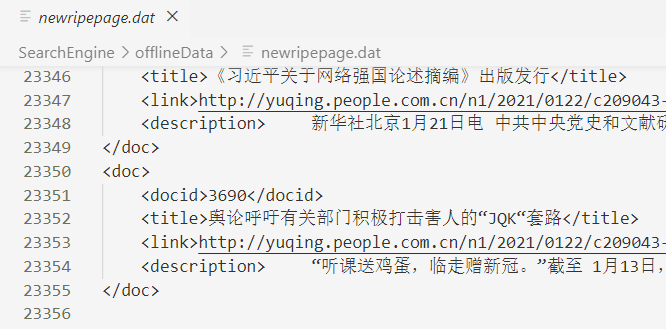 newripepage.dat ×
SearchEngine > offlineData > newripepage.dat
23346 <title>《习近平关于网络强国论述摘编》出版发行</title>
23347 <link>http://yuqing.people.com.cn/n1/2021/0122/c209043-
23348 <description> 新华社北京1月21日电 中共中央党史和文献研
23349 </doc>
23350 <doc>
23351 <docid>3690</docid>
23352 <title>舆论呼吁有关部门积极打击害人的“JQK“套路</title>
23353 <link>http://yuqing.people.com.cn/n1/2021/0122/c209043-
23354 <description> “听课送鸡蛋，临走赠新冠。”截至 1月13日，
23355 </doc>
23356